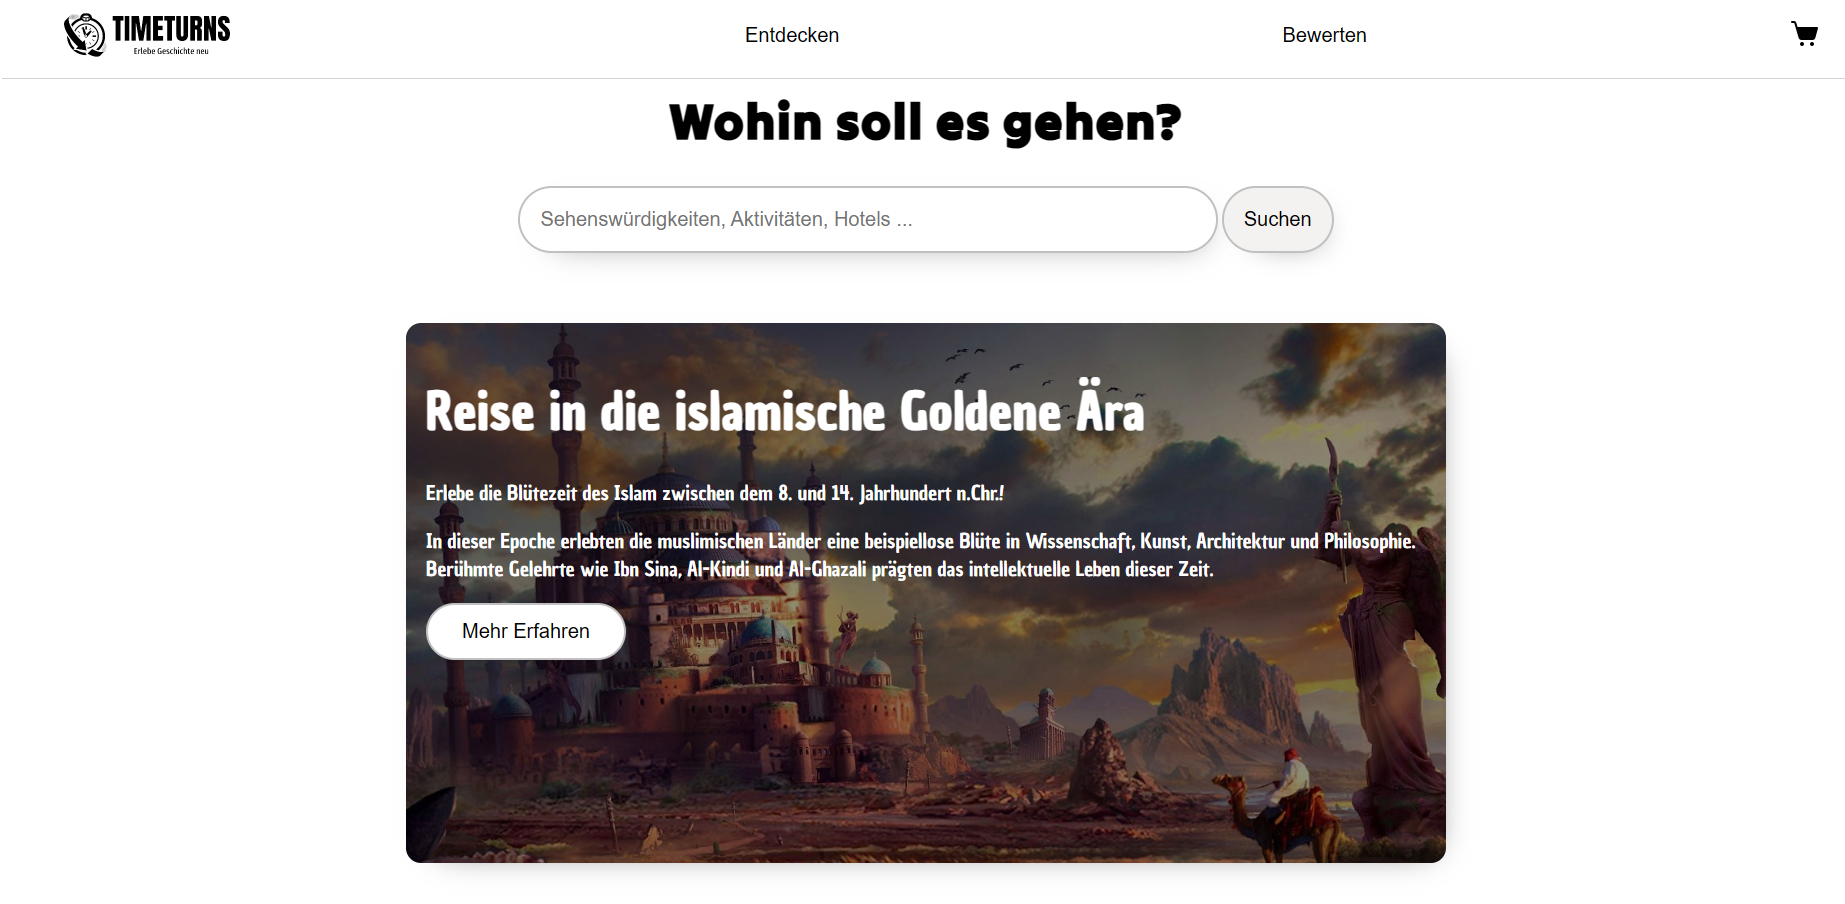 TIMETURNS
Erlebe Geschichte neu
Entdecken
Bewerten
Wohin soll es gehen?
Sehenswürdigkeiten, Aktivitäten, Hotels ...
Suchen
Reise in die islamische Goldene Ära
Erlebe die Blütezeit des Islam zwischen dem 8. und 14. Jahrhundert n.Chr.!
In dieser Epoche erlebten die muslimischen Länder eine beispiellose Blüte in Wissenschaft, Kunst, Architektur und Philosophie.
Berühmte Gelehrte wie Ibn Sina, Al-Kindi und Al-Ghazali prägten das intellektuelle Leben dieser Zeit.
Mehr Erfahren